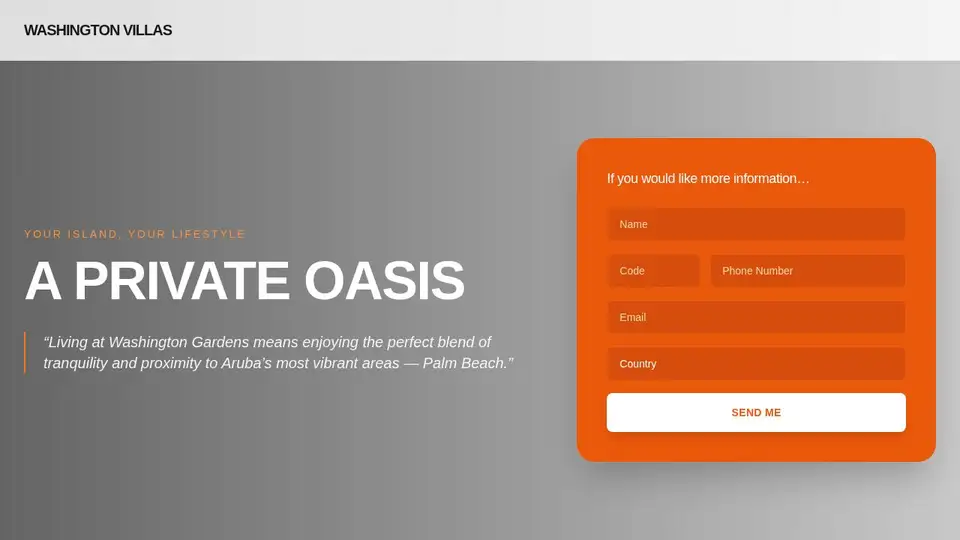 WASHINGTON VILLAS
YOUR ISLAND, YOUR LIFESTYLE
A PRIVATE OASIS
“Living at Washington Gardens means enjoying the perfect blend of
tranquility and proximity to Aruba’s most vibrant areas — Palm Beach.”
If you would like more information…
Name
Code
Phone Number
Email
Country
SEND ME